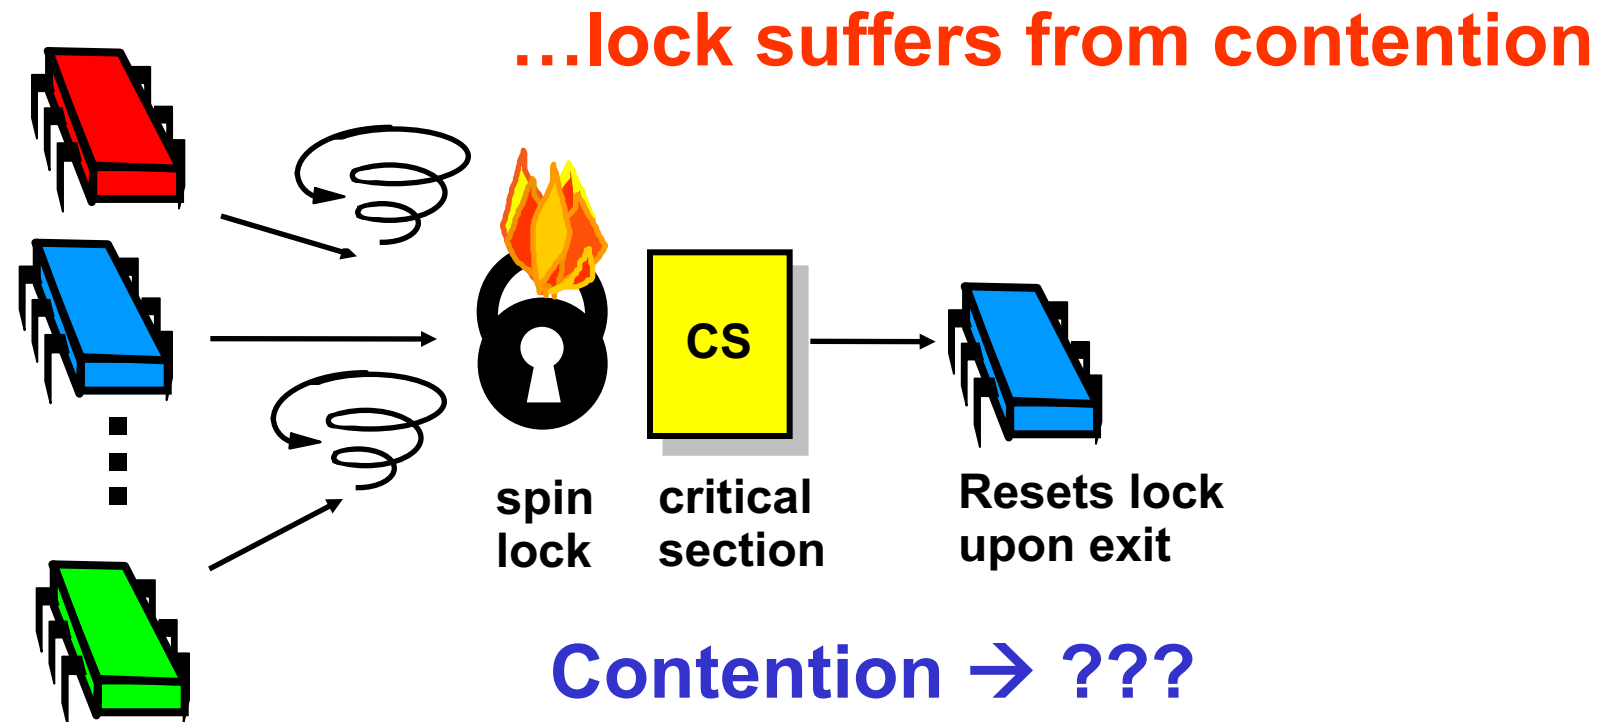 …lock suffers from contention
CS
spin
lock
critical
section
Resets lock
upon exit
Contention → ???